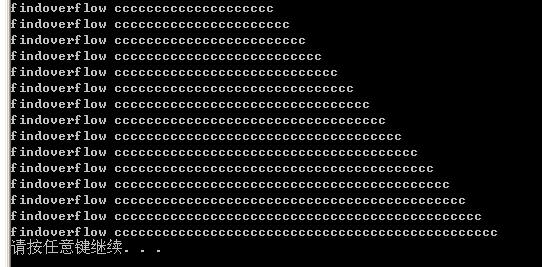 findoverflow cccccccccccccccccccc
findoverflow cccccccccccccccccccccc
findoverflow cccccccccccccccccccccccc
findoverflow cccccccccccccccccccccccccc
findoverflow cccccccccccccccccccccccccccc
findoverflow cccccccccccccccccccccccccccccc
findoverflow cccccccccccccccccccccccccccccccc
findoverflow cccccccccccccccccccccccccccccccccc
findoverflow cccccccccccccccccccccccccccccccccccc
findoverflow cccccccccccccccccccccccccccccccccccccc
findoverflow cccccccccccccccccccccccccccccccccccccccc
findoverflow cccccccccccccccccccccccccccccccccccccccccc
findoverflow cccccccccccccccccccccccccccccccccccccccccccc
findoverflow cccccccccccccccccccccccccccccccccccccccccccccc
findoverflow cccccccccccccccccccccccccccccccccccccccccccccccc
请按任意键继续. . .